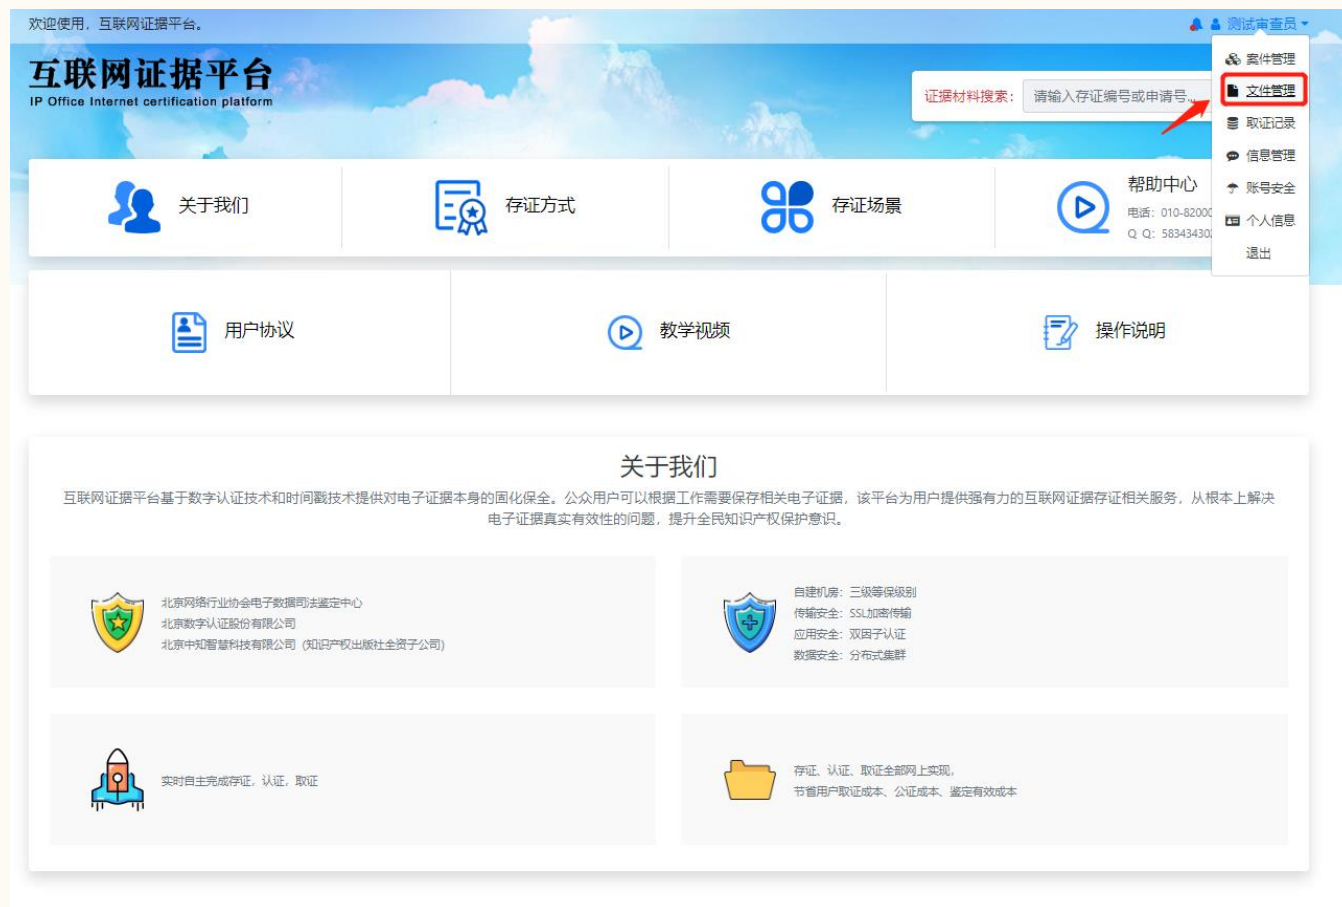 欢迎使用，互联网证据平台。
测试审查员
互联网证据平台
IP Office Internet certification platform
证据材料搜索：
请输入存证编号或申请号...
案件管理
文件管理
取证记录
信息管理
账号安全
个人信息
退出
关于我们
存证方式
存证场景
帮助中心
电话：010-82000
Q Q：58343430
用户协议
教学视频
操作说明
关于我们
互联网证据平台基于数字认证技术和时间戳技术提供对电子证据本身的固化保全。公众用户可以根据工作需要保存相关电子证据，该平台为用户提供强有力的互联网证据存证相关服务，从根本上解决
电子证据真实有效性的问题，提升全民知识产权保护意识。
北京网络行业协会电子数据司法鉴定中心
北京数字认证股份有限公司
北京中知智慧科技有限公司（知识产权出版社全资子公司)
自建机房：三级等保级别
传输安全：SSL加密传输
应用安全：双因子认证
数据安全：分布式集群
实时自主完成存证，认证，取证
存证、认证、取证全部网上实现，
节省用户取证成本、公证成本、鉴定有效成本